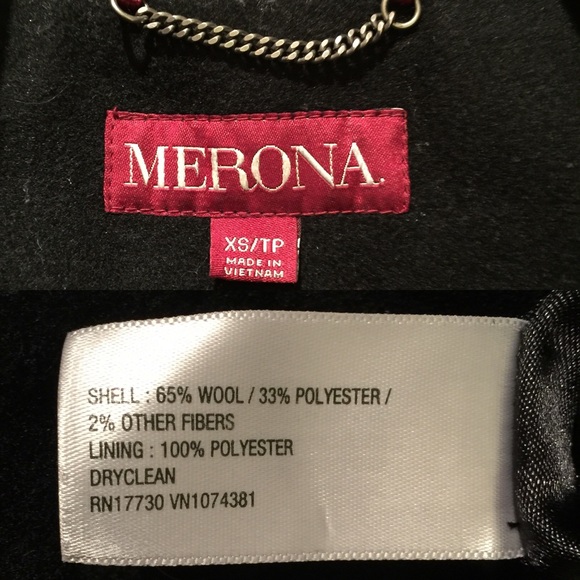 MERONA.
XS/TP
MADE IN
VIETNAM
SHELL : 65% WOOL / 33% POLYESTER /
2% OTHER FIBERS
LINING : 100% POLYESTER
DRYCLEAN
RN17730 VN1074381